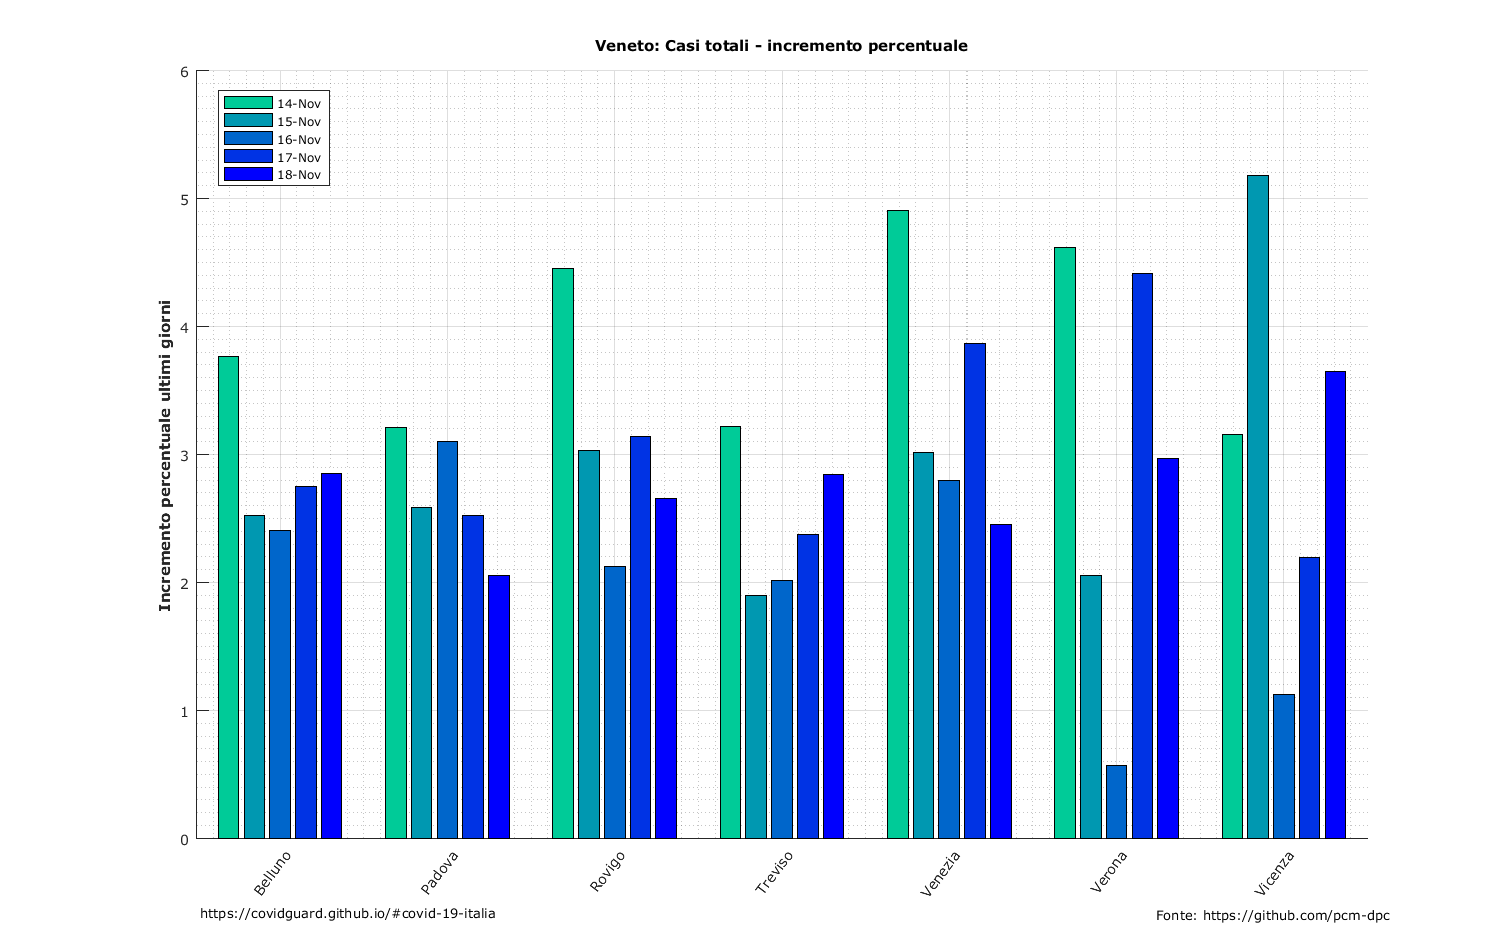 Veneto: Casi totali - incremento percentuale
Incremento percentuale ultimi giorni
6
5
4
3
2
1
0
14-Nov
15-Nov
16-Nov
17-Nov
18-Nov
Belluno
Padova
Rovigo
Treviso
Venezia
Verona
Vicenza
https://covidguard.github.io/#covid-19-italia
Fonte: https://github.com/pcm-dpc